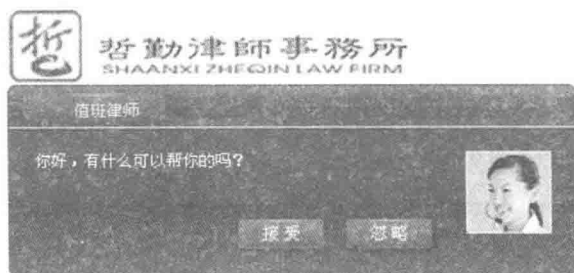 哲
哲勤律師事務所
SHAANXI ZHEQIN LAW FIRM
值班律师
你好，有什么可以帮你的吗？
接受
忽略